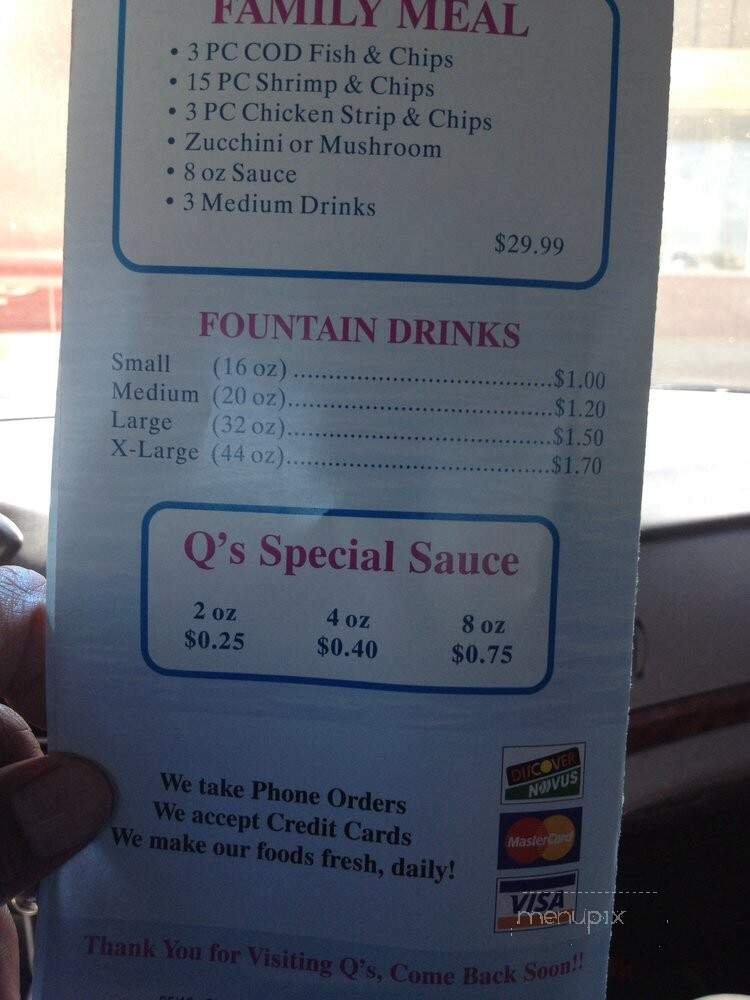 FAMILY MEAL
• 3 PC COD Fish & Chips
• 15 PC Shrimp & Chips
• 3 PC Chicken Strip & Chips
• Zucchini or Mushroom
• 8 oz Sauce
• 3 Medium Drinks
$29.99
FOUNTAIN DRINKS
Small (16 oz) ....................................$1.00
Medium (20 oz)....................................$1.20
Large (32 oz)....................................$1.50
X-Large (44 oz)....................................$1.70
Q's Special Sauce
2 oz 4 oz 8 oz
$0.25 $0.40 $0.75
We take Phone Orders
We accept Credit Cards
We make our foods fresh, daily!
DISCOVER
NOVUS
MasterCard
VISA
menupix
Thank You for Visiting Q's, Come Back Soon!!